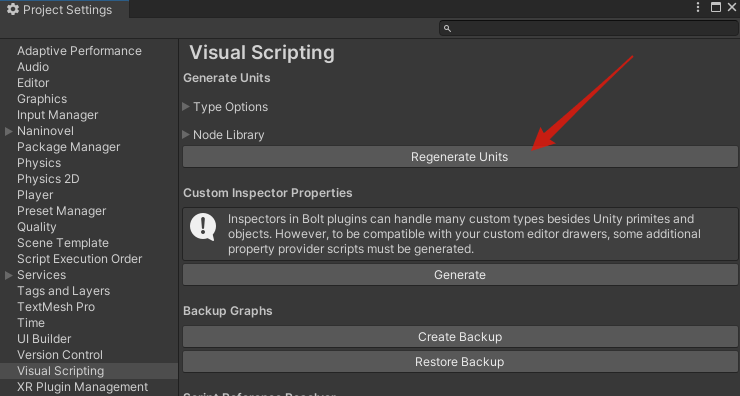 Project Settings
Adaptive Performance
Audio
Editor
Graphics
Input Manager
Naninovel
Package Manager
Physics
Physics 2D
Player
Preset Manager
Quality
Scene Template
Script Execution Order
Services
Tags and Layers
TextMesh Pro
Time
UI Builder
Version Control
Visual Scripting
XR Plugin Management
Visual Scripting
Generate Units
Type Options
Node Library
Regenerate Units
Custom Inspector Properties
Inspectors in Bolt plugins can handle many custom types besides Unity primites and
objects. However, to be compatible with your custom editor drawers, some additional
property provider scripts must be generated.
Generate
Backup Graphs
Create Backup
Restore Backup
Script Reference Resolver